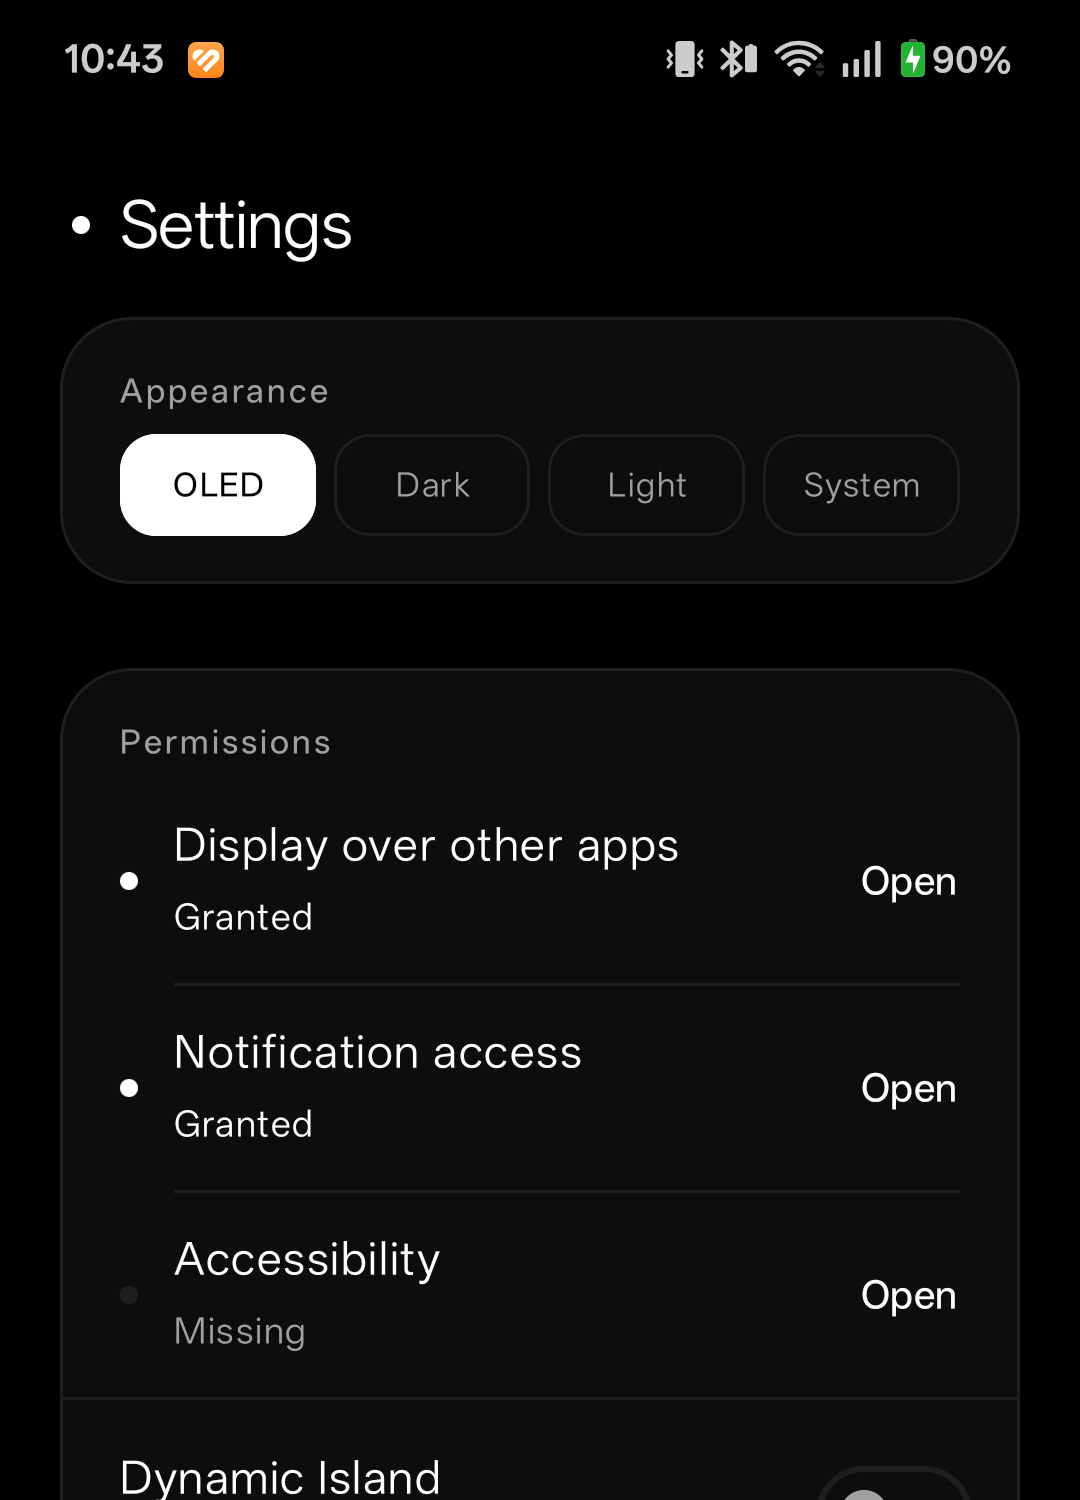 10:43
90%
Settings
Appearance
OLED
Dark
Light
System
Permissions
Display over other apps
Granted
Open
Notification access
Granted
Open
Accessibility
Missing
Open
Dynamic Island